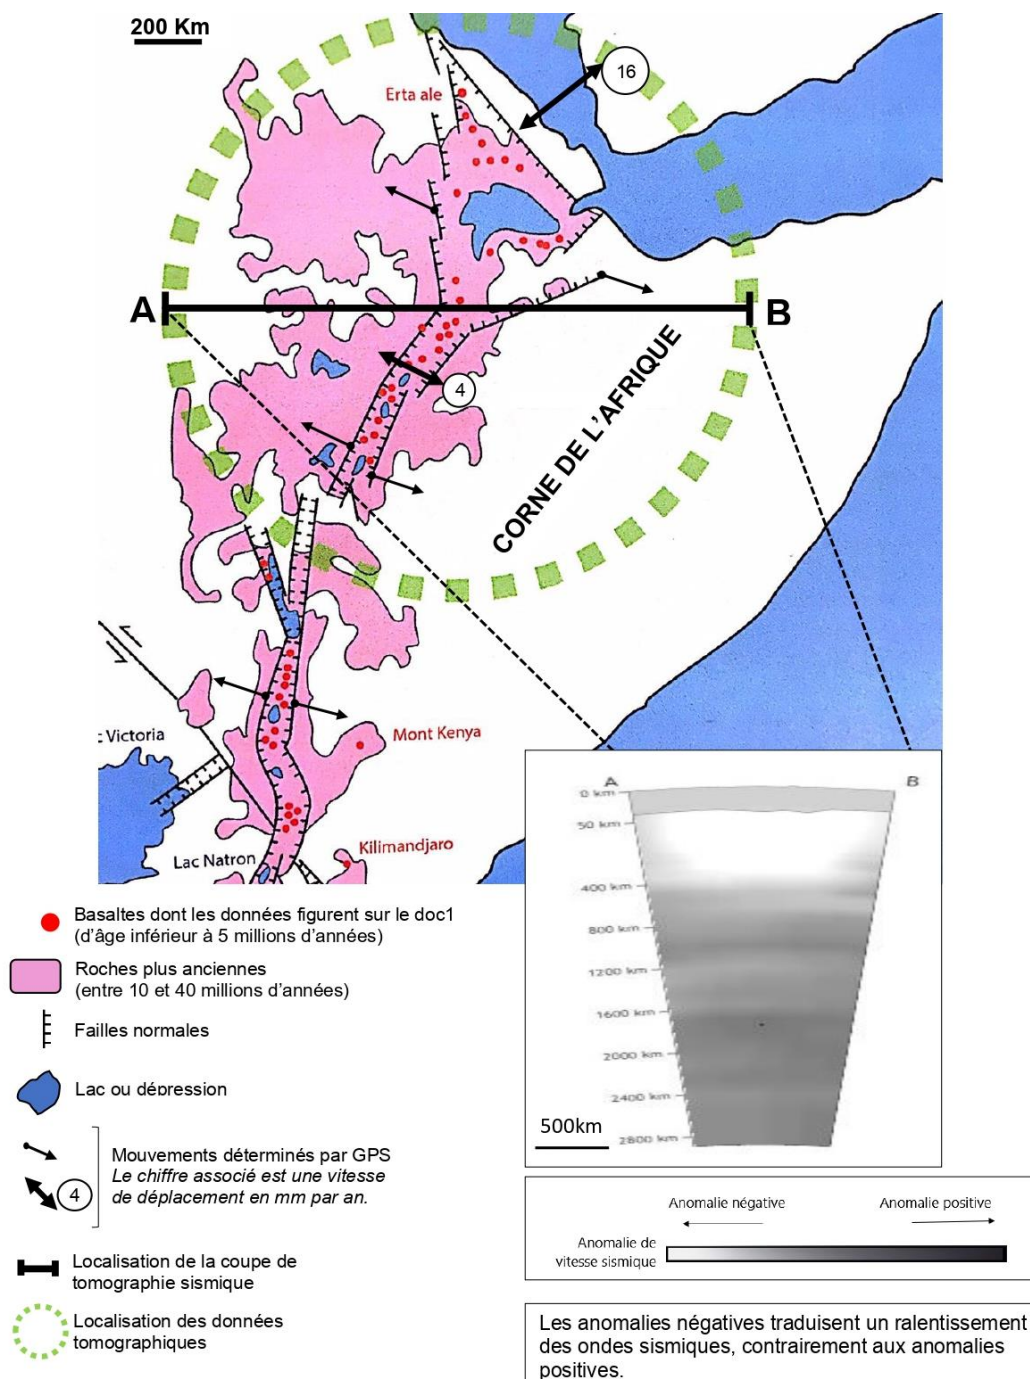 200 Km
16
Erta ale
A
B
4
CORNE DE L'AFRIQUE
: Victoria
Mont Kenya
Lac Natron
Kilimandjaro
A
B
0 km
50 km
400 km
800 km
1200 km
1600 km
2000 km
2400 km
2800 km
500km
Basaltes dont les données figurent sur le doc1
(d'âge inférieur à 5 millions d'années)
Roches plus anciennes
(entre 10 et 40 millions d'années)
Failles normales
Lac ou dépression
Mouvements déterminés par GPS
Le chiffre associé est une vitesse
de déplacement en mm par an.
4
Localisation de la coupe de
tomographie sismique
Localisation des données
tomographiques
Anomalie négative
Anomalie positive
Anomalie de
vitesse sismique
Les anomalies négatives traduisent un ralentissement
des ondes sismiques, contrairement aux anomalies
positives.